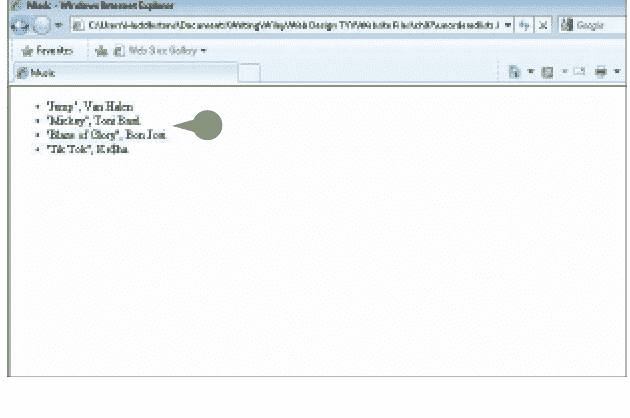 Music - Windows Internet Explorer
Google
Favorites Web Slice Gallery
Music
"Jump", Van Halen
"Mickey", Toni Basil
"Blaze of Glory", Bon Jovi
"Tik Tok", Ke$ha